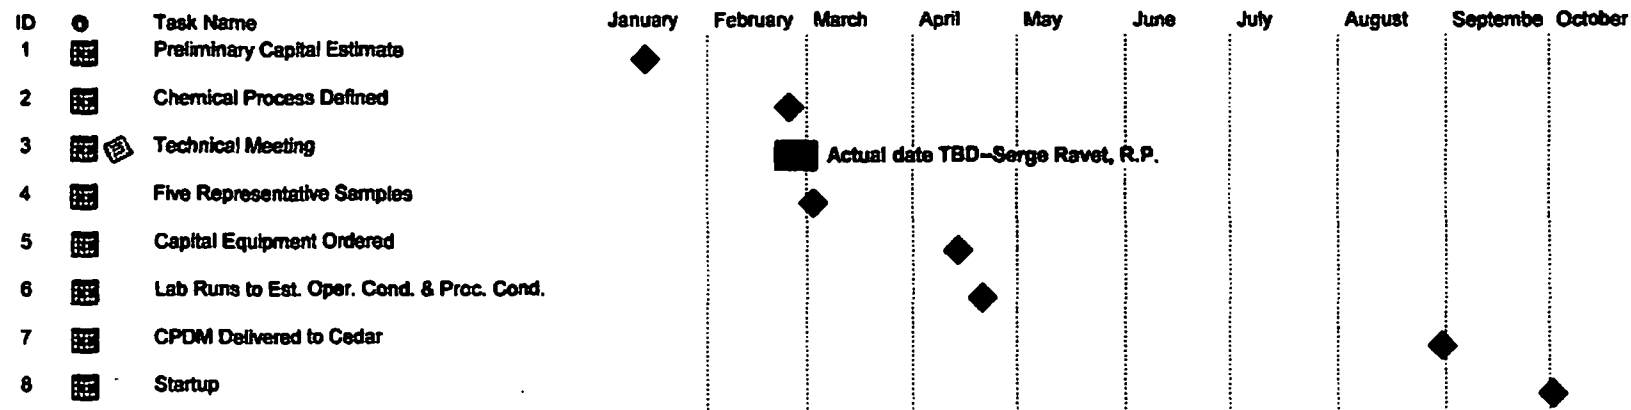 ID Task Name January February March April May June July August Septembe October
1 Preliminary Capital Estimate
2 Chemical Process Defined
3 Technical Meeting Actual date TBD–Serge Ravet, R.P.
4 Five Representative Samples
5 Capital Equipment Ordered
6 Lab Runs to Est. Oper. Cond. & Proc. Cond.
7 CPDM Delivered to Cedar
8 Startup